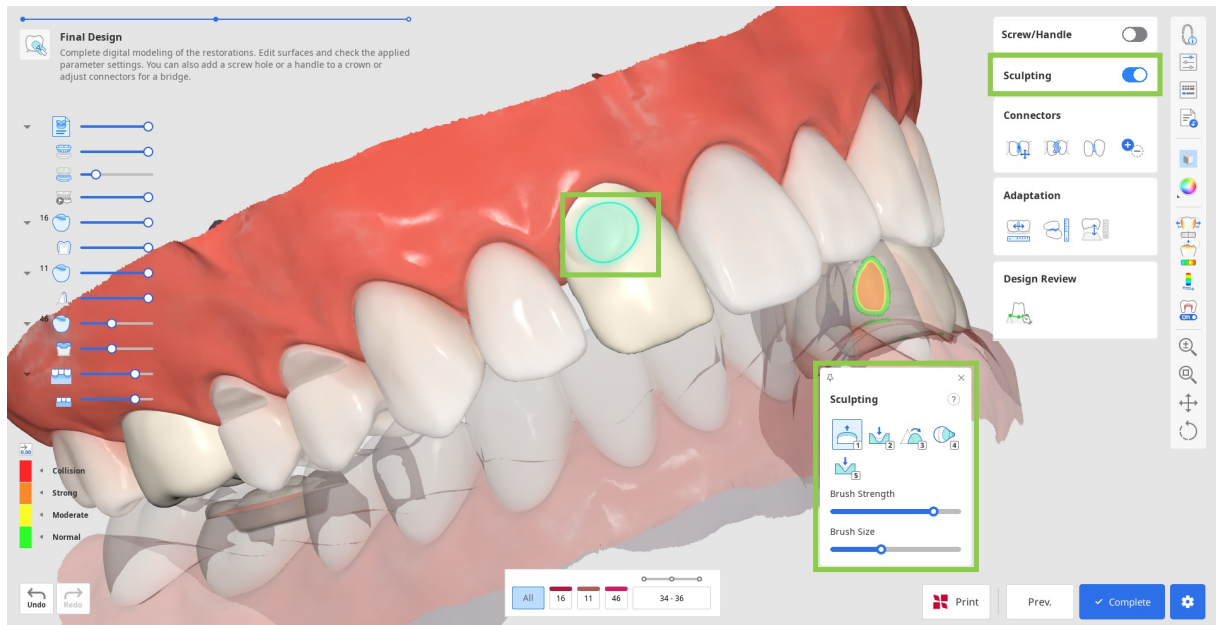 Final Design
Complete digital modeling of the restorations. Edit surfaces and check the applied
parameter settings. You can also add a screw hole or a handle to a crown or
adjust connectors for a bridge.
16
11
46
0.00
Collision
Strong
Moderate
Normal
Undo
Redo
Screw/Handle
Sculpting
Connectors
Adaptation
Design Review
ON
Sculpting
?
1
2
3
4
5
Brush Strength
Brush Size
All
16
11
46
34 - 36
Print
Prev.
Complete